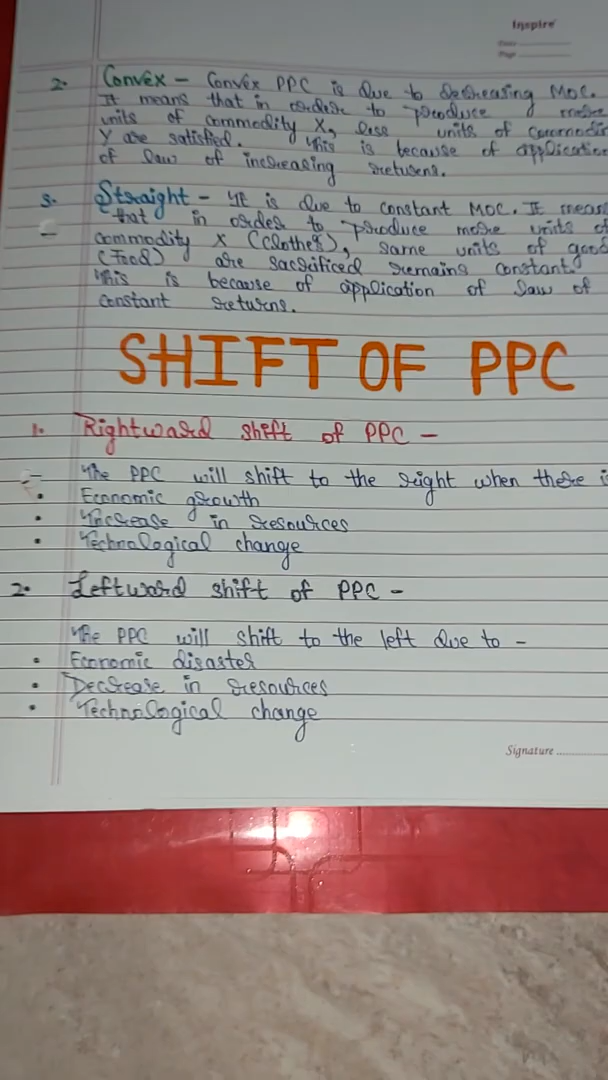 Inspire
Date
Page
2. Convex - Convex PPC is due to decreasing MOC.
It means that in order to produce more
units of commodity X, less units of commodi
Y are satisfied. This is because of application
of law of increasing returns.
3. Straight - It is due to constant MOC. It mean
that in order to produce more units of
commodity X (clothes), same units of good
(Food) are sacrificed remains constant.
This is because of application of law of
constant returns.
SHIFT OF PPC
1. Rightward shift of PPC -
- The PPC will shift to the right when there i
• Economic growth
• Increase in resources
• Technological change
2. Leftward shift of PPC -
The PPC will shift to the left due to -
• Economic disaster
• Decrease in resources
• Technological change
Signature